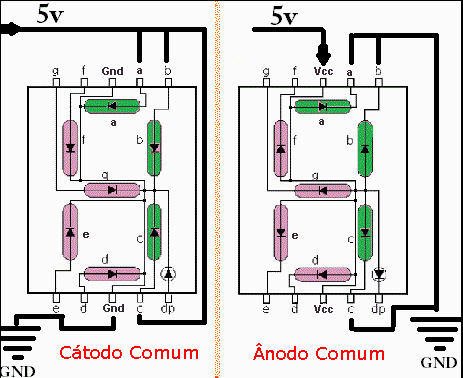 5v
g f Gnd a b
a
f b
g
e c
d
e d Gnd c dp
GND
Cátodo Comum
5v
g f Vcc a b
a
f b
g
e c
d
e d Vcc c dp
Ânodo Comum
GND